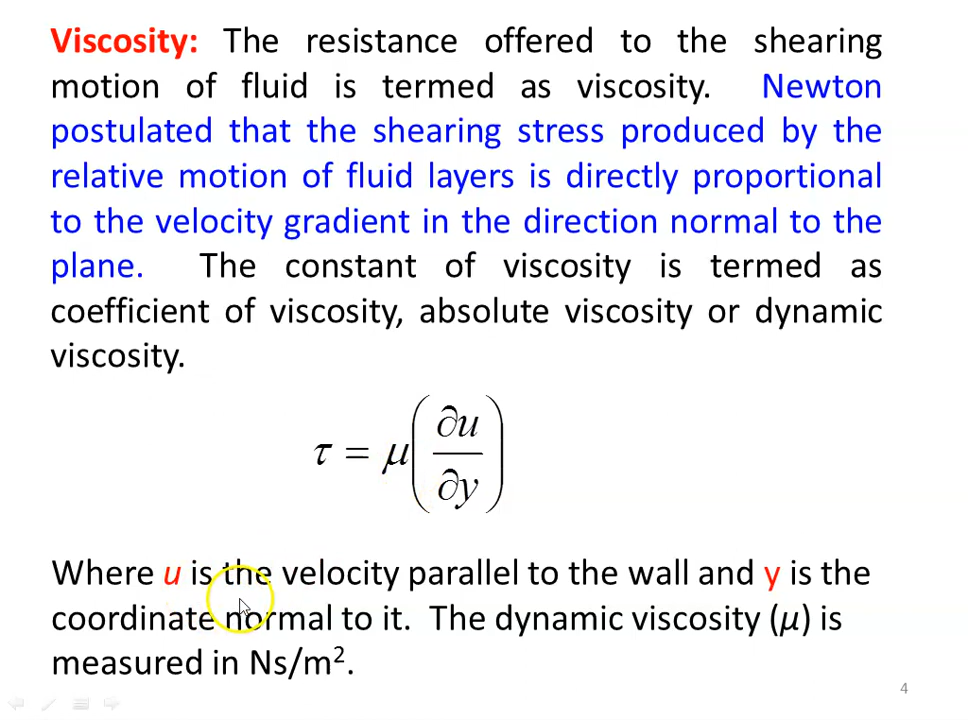 Viscosity: The resistance offered to the shearing
motion of fluid is termed as viscosity. Newton
postulated that the shearing stress produced by the
relative motion of fluid layers is directly proportional
to the velocity gradient in the direction normal to the
plane. The constant of viscosity is termed as
coefficient of viscosity, absolute viscosity or dynamic
viscosity.
τ = μ(∂u/∂y)
Where u is the velocity parallel to the wall and y is the
coordinate normal to it. The dynamic viscosity (μ) is
measured in Ns/m².
4